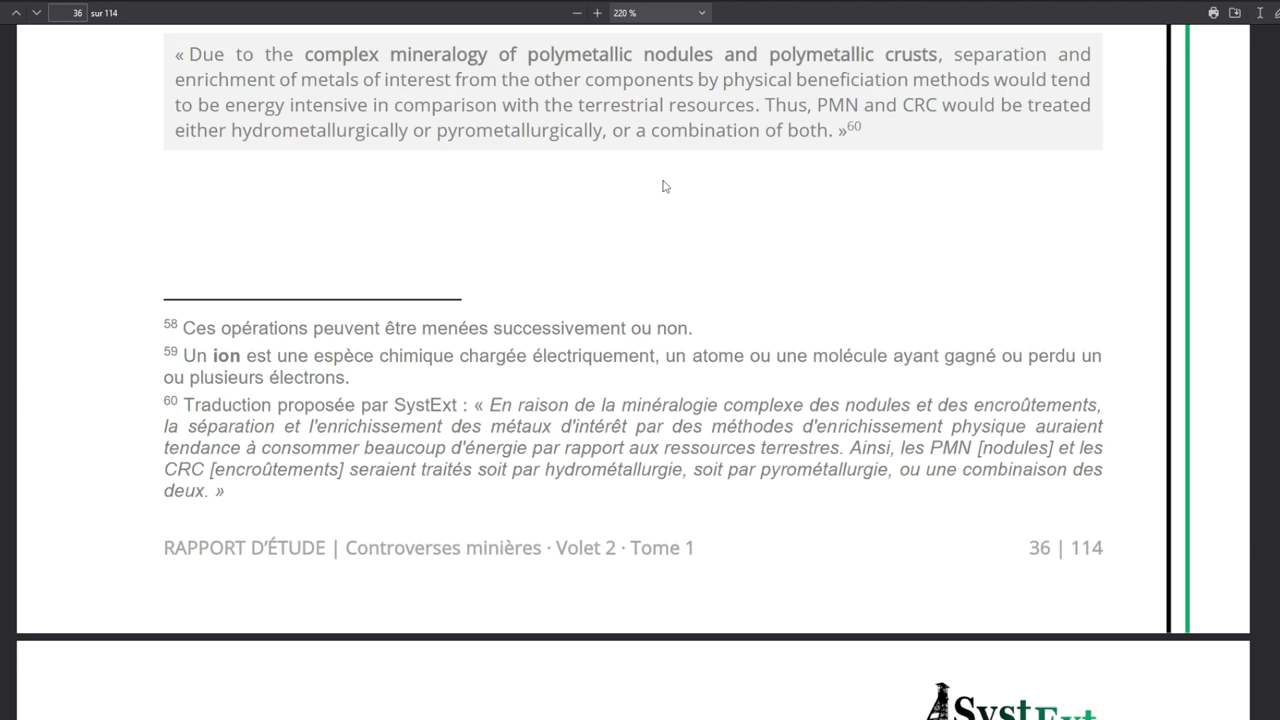 36 sur 114 220 %
« Due to the complex mineralogy of polymetallic nodules and polymetallic crusts, separation and
enrichment of metals of interest from the other components by physical beneficiation methods would tend
to be energy intensive in comparison with the terrestrial resources. Thus, PMN and CRC would be treated
either hydrometallurgically or pyrometallurgically, or a combination of both. »60
58 Ces opérations peuvent être menées successivement ou non.
59 Un ion est une espèce chimique chargée électriquement, un atome ou une molécule ayant gagné ou perdu un
ou plusieurs électrons.
60 Traduction proposée par SystExt : « En raison de la minéralogie complexe des nodules et des encroûtements,
la séparation et l'enrichissement des métaux d'intérêt par des méthodes d'enrichissement physique auraient
tendance à consommer beaucoup d'énergie par rapport aux ressources terrestres. Ainsi, les PMN [nodules] et les
CRC [encroûtements] seraient traités soit par hydrométallurgie, soit par pyrométallurgie, ou une combinaison des
deux. »
RAPPORT D'ÉTUDE | Controverses minières · Volet 2 · Tome 1 36 | 114
SystExt